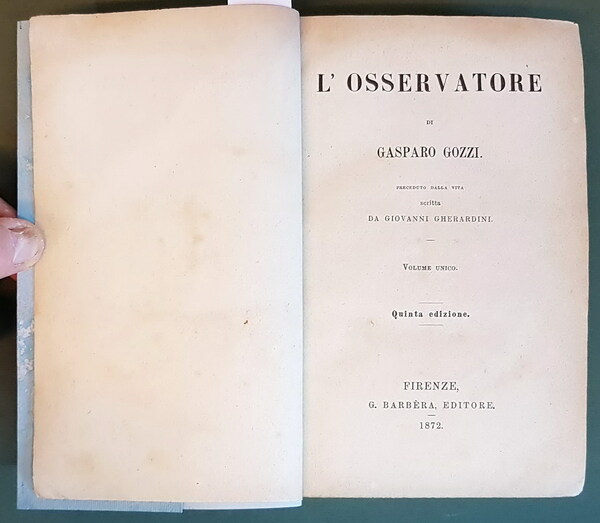 L' OSSERVATORE
DI
GASPARO GOZZI.
PRECEDUTO DALLA VITA
scritta
DA GIOVANNI GHERARDINI.
VOLUME UNICO.
Quinta edizione.
FIRENZE,
G. BARBÈRA, EDITORE.
1872.